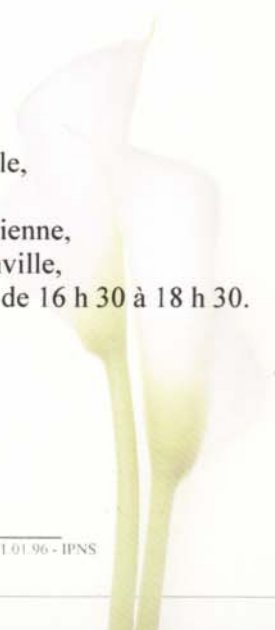 le,
ienne,
ville,
de 16 h 30 à 18 h 30.
1.01.96 - IPNS